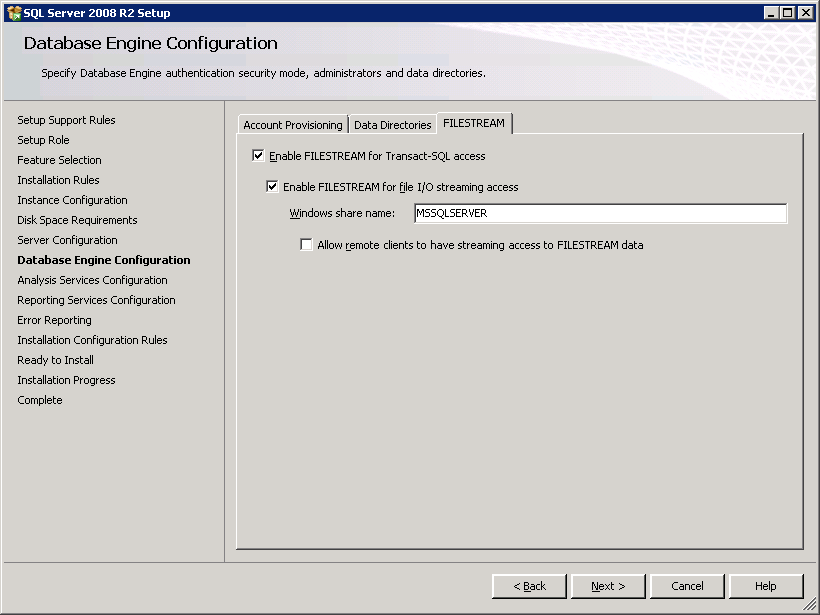 SQL Server 2008 R2 Setup
Database Engine Configuration
Specify Database Engine authentication security mode, administrators and data directories.
Setup Support Rules
Setup Role
Feature Selection
Installation Rules
Instance Configuration
Disk Space Requirements
Server Configuration
Database Engine Configuration
Analysis Services Configuration
Reporting Services Configuration
Error Reporting
Installation Configuration Rules
Ready to Install
Installation Progress
Complete
Account Provisioning Data Directories FILESTREAM
Enable FILESTREAM for Transact-SQL access
Enable FILESTREAM for file I/O streaming access
Windows share name: MSSQLSERVER
Allow remote clients to have streaming access to FILESTREAM data
< Back Next > Cancel Help